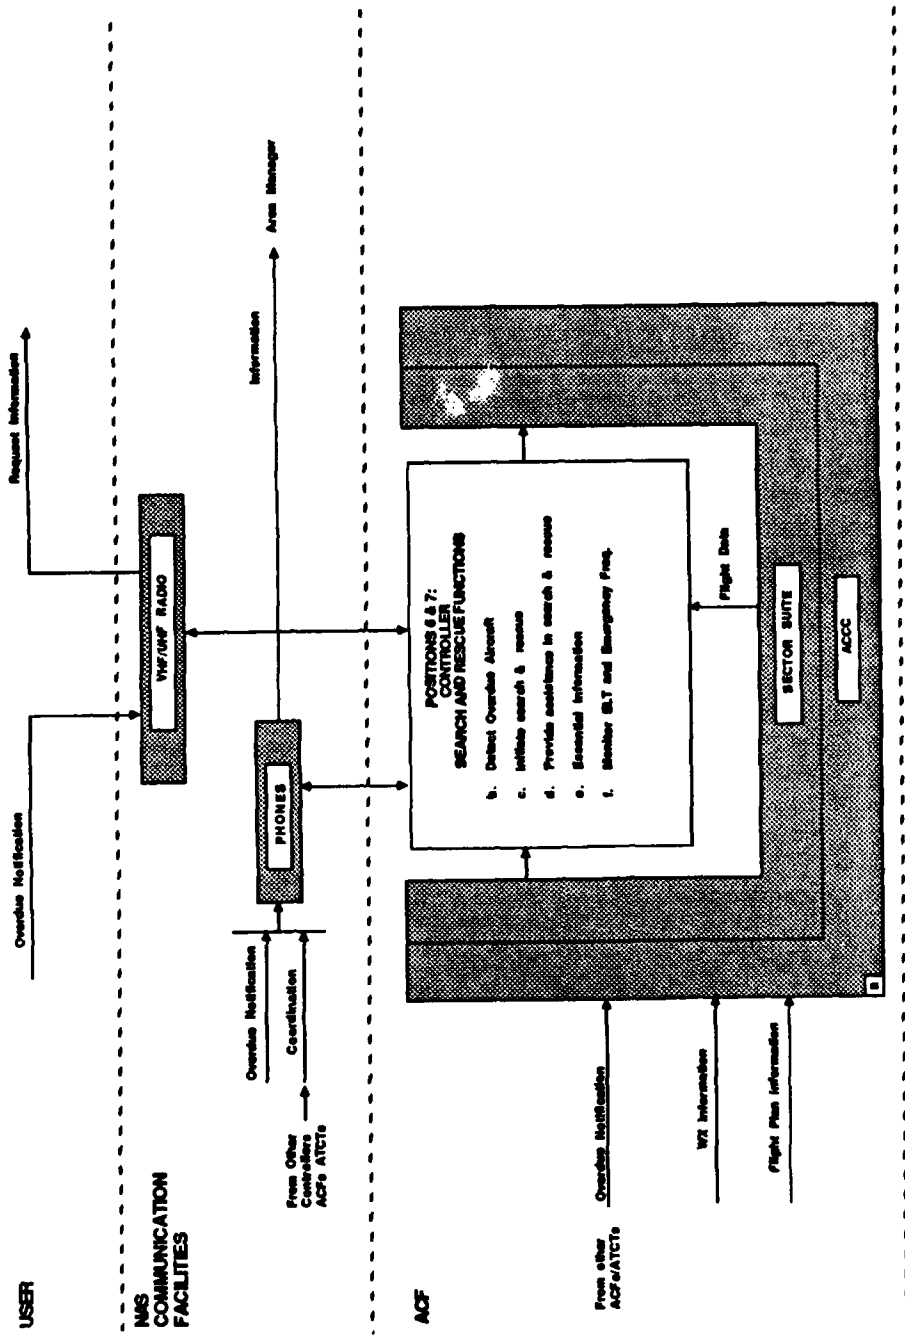 USER
Overdue Notification
Request Information
NAS
COMMUNICATION
FACILITIES
VHF/UHF RADIO
Overdue Notification
Coordination
From Other
Controllers
ACFs ATCTs
PHONES
Information
Area Manager
ACF
POSITIONS 6 & 7:
CONTROLLER
SEARCH AND RESCUE FUNCTIONS
b. Detect Overdue Aircraft
c. Initiate search & rescue
d. Provide assistance in search & rescue
e. Essential Information
f. Monitor ELT and Emergency Freq.
From other
ACFs/ATCTs
Overdue Notification
WX Information
Flight Plan Information
Flight Data
SECTOR SUITE
ACCC